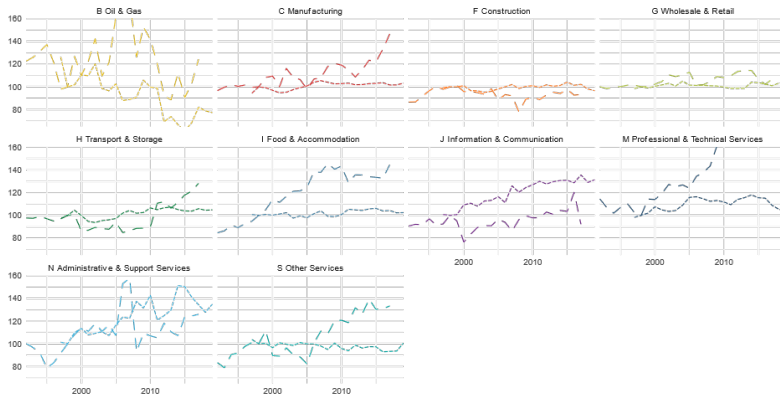 B Oil & Gas
C Manufacturing
F Construction
G Wholesale & Retail
160
140
120
100
80
H Transport & Storage
I Food & Accommodation
J Information & Communication
M Professional & Technical Services
160
140
120
100
80
2000
2010
2000
2010
N Administrative & Support Services
S Other Services
160
140
120
100
80
2000
2010
2000
2010